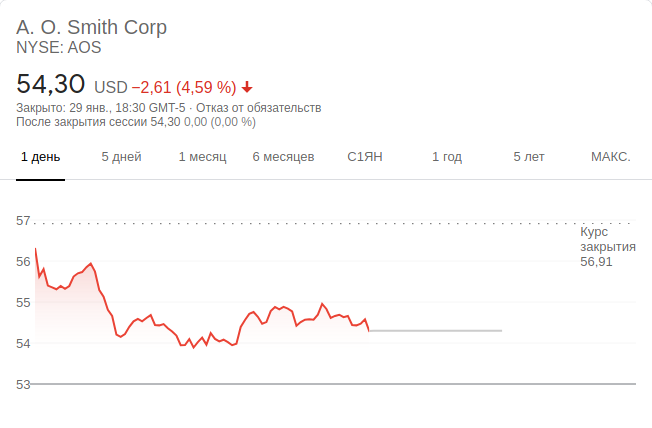 A. O. Smith Corp
NYSE: AOS
54,30 USD −2,61 (4,59 %)
Закрыто: 29 янв., 18:30 GMT-5 · Отказ от обязательств
После закрытия сессии 54,30 0,00 (0,00 %)
1 день 5 дней 1 месяц 6 месяцев С1ЯН 1 год 5 лет МАКС.
57
Курс
закрытия
56,91
56
55
54
53